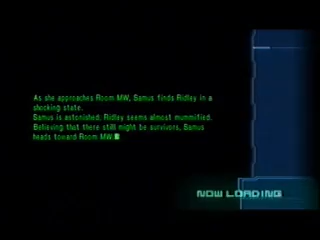 As she approaches Room MW, Samus finds Ridley in a
shocking state.
Samus is astonished. Ridley seems almost mummified.
Believing that there still might be survivors, Samus
heads toward Room MW.
NOW LOADING